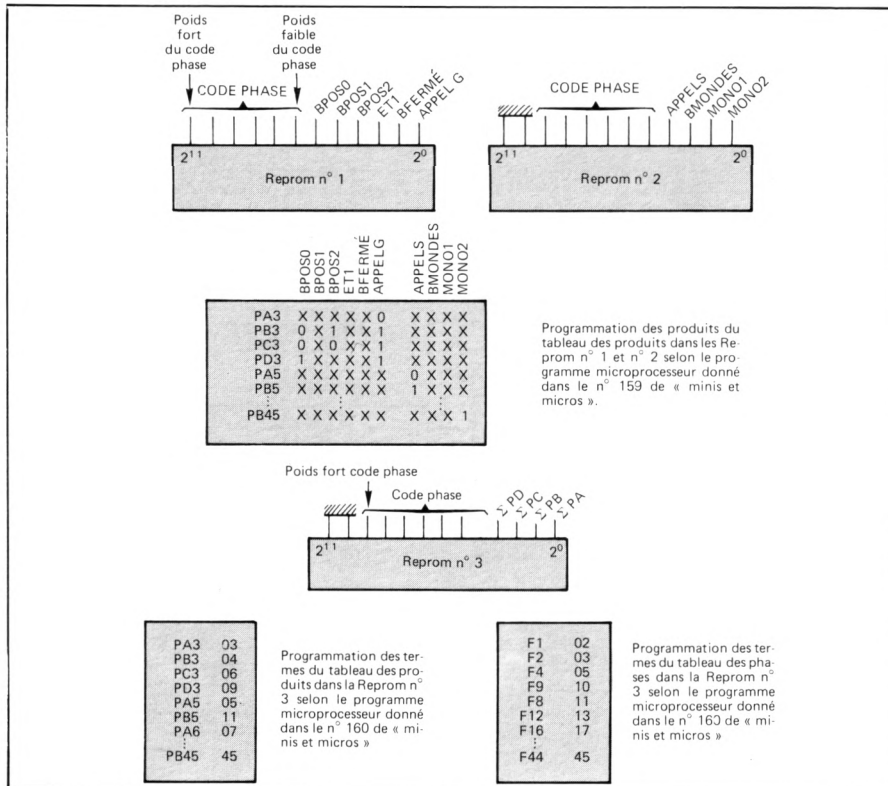 Poids
fort
du code
phase
Poids
faible
du code
phase
CODE PHASE
BPOS0
BPOS1
BPOS2
ET1
BFERMÉ
APPEL G
2¹¹
2⁰
Reprom n° 1
CODE PHASE
APPELS
BMONDES
MONO1
MONO2
2¹¹
2⁰
Reprom n° 2
BPOS0
BPOS1
BPOS2
ET1
BFERMÉ
APPELG
APPELS
BMONDES
MONO1
MONO2
PA3 X X X X X 0 X X X X
PB3 0 X 1 X X 1 X X X X
PC3 0 X 0 X X 1 X X X X
PD3 1 X X X X 1 X X X X
PA5 X X X X X X 0 X X X
PB5 X X X X X X 1 X X X
⋮ ⋮ ⋮
PB45 X X X X X X X X X 1
Programmation des produits du
tableau des produits dans les Re-
prom n° 1 et n° 2 selon le pro-
gramme microprocesseur donné
dans le n° 159 de « minis et
micros ».
Poids fort code phase
Code phase
Σ PD
Σ PC
Σ PB
Σ PA
2¹¹
2⁰
Reprom n° 3
PA3 03
PB3 04
PC3 06
PD3 09
PA5 05
PB5 11
PA6 07
⋮
PB45 45
Programmation des ter-
mes du tableau des pro-
duits dans la Reprom n°
3 selon le programme
microprocesseur donné
dans le n° 160 de « mi-
nis et micros »
F1 02
F2 03
F4 05
F9 10
F8 11
F12 13
F16 17
⋮
F44 45
Programmation des ter-
mes du tableau des pha-
ses dans la Reprom n°
3 selon le programme
microprocesseur donné
dans le n° 160 de « mi-
nis et micros »